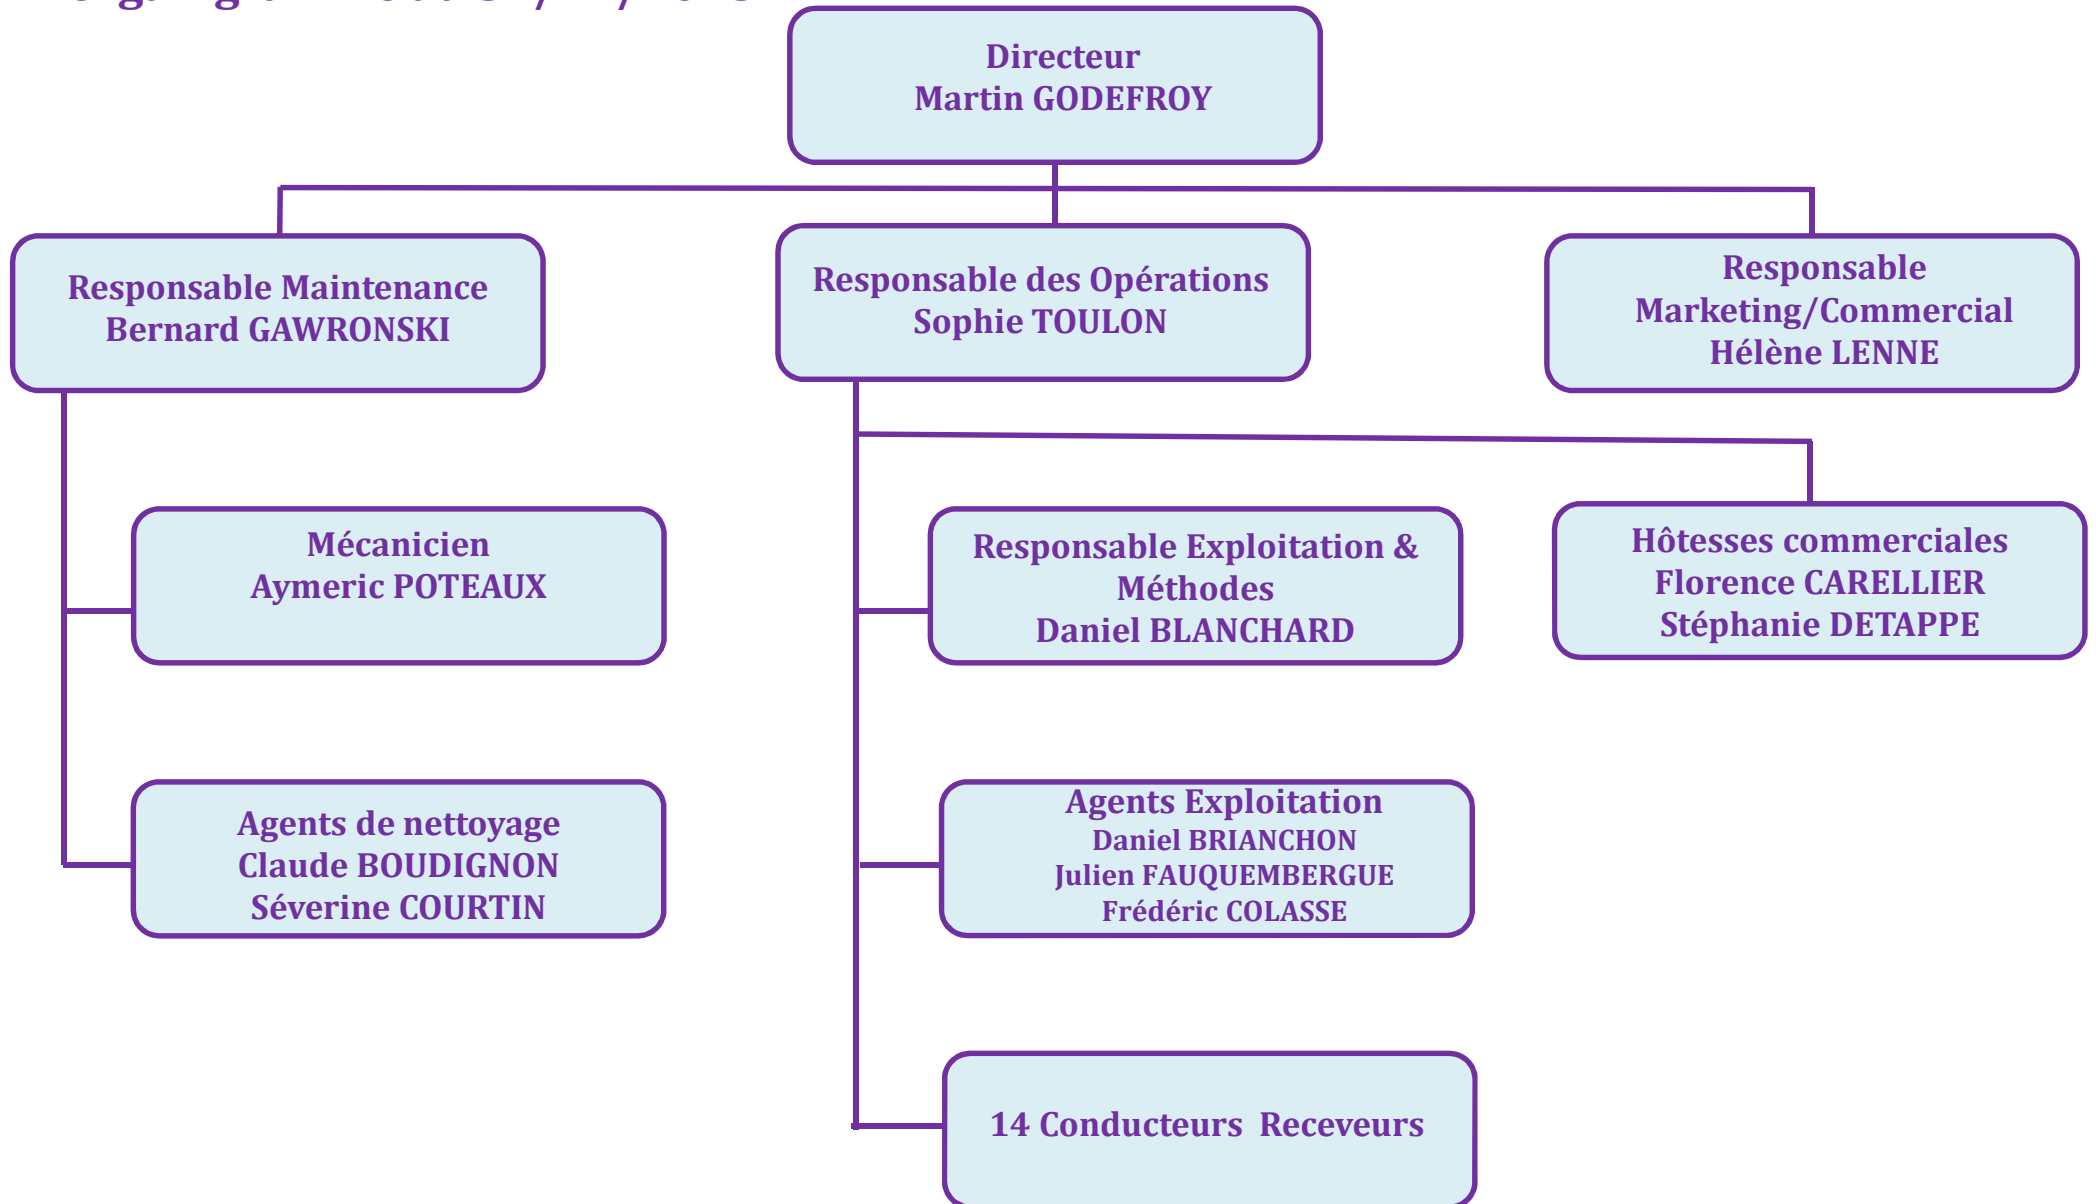 Directeur
Martin GODEFROY
Responsable Maintenance
Bernard GAWRONSKI
Responsable des Opérations
Sophie TOULON
Responsable
Marketing/Commercial
Hélène LENNE
Mécanicien
Aymeric POTEAUX
Responsable Exploitation &
Méthodes
Daniel BLANCHARD
Hôtesses commerciales
Florence CARELLIER
Stéphanie DETAPPE
Agents de nettoyage
Claude BOUDIGNON
Séverine COURTIN
Agents Exploitation
Daniel BRIANCHON
Julien FAUQUEMBERGUE
Frédéric COLASSE
14 Conducteurs Receveurs